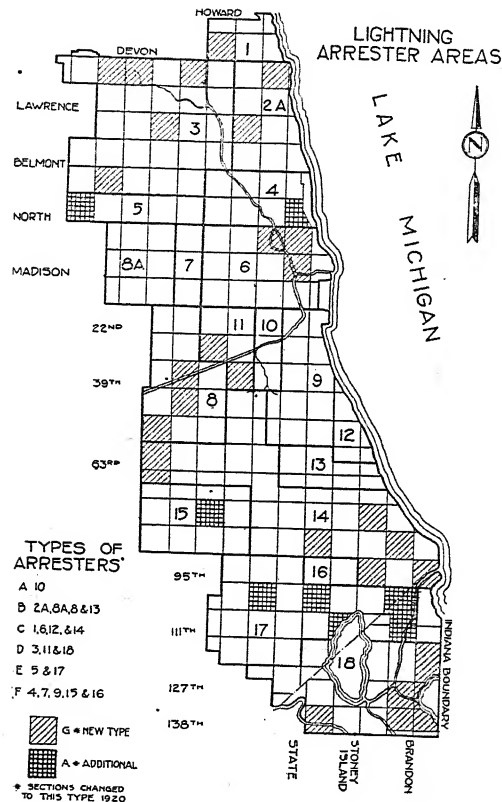 HOWARD
LIGHTNING
ARRESTER AREAS
DEVON
1
2A
LAWRENCE
3
LAKE MICHIGAN
N
BELMONT
4
NORTH
5
MADISON
8A
7
6
22ND
11
10
39TH
9
8
12
63RD
13
15
14
95TH
16
111TH
17
18
127TH
138TH
STATE
STONEY
ISLAND
BRANDON
INDIANA BOUNDARY
TYPES OF
ARRESTERS*
A 10
B 2A,8A,8&13
C 1,6,12,&14
D 3,11&18
E 5 &17
F 4,7,9,15 &16
G * NEW TYPE
A * ADDITIONAL
* SECTIONS CHANGED
TO THIS TYPE 1920